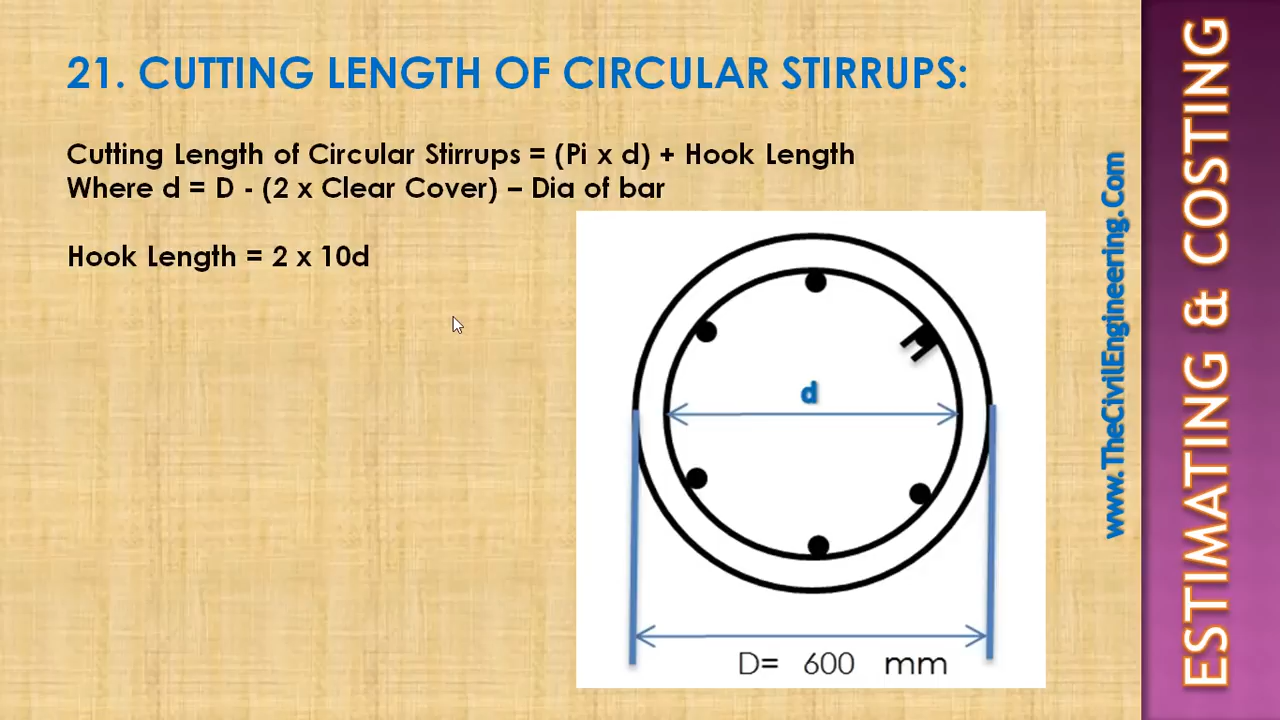 21. CUTTING LENGTH OF CIRCULAR STIRRUPS:
Cutting Length of Circular Stirrups = (Pi x d) + Hook Length
Where d = D - (2 x Clear Cover) – Dia of bar
Hook Length = 2 x 10d
d
D= 600 mm
www.TheCivilEngineering.Com
ESTIMATING & COSTING